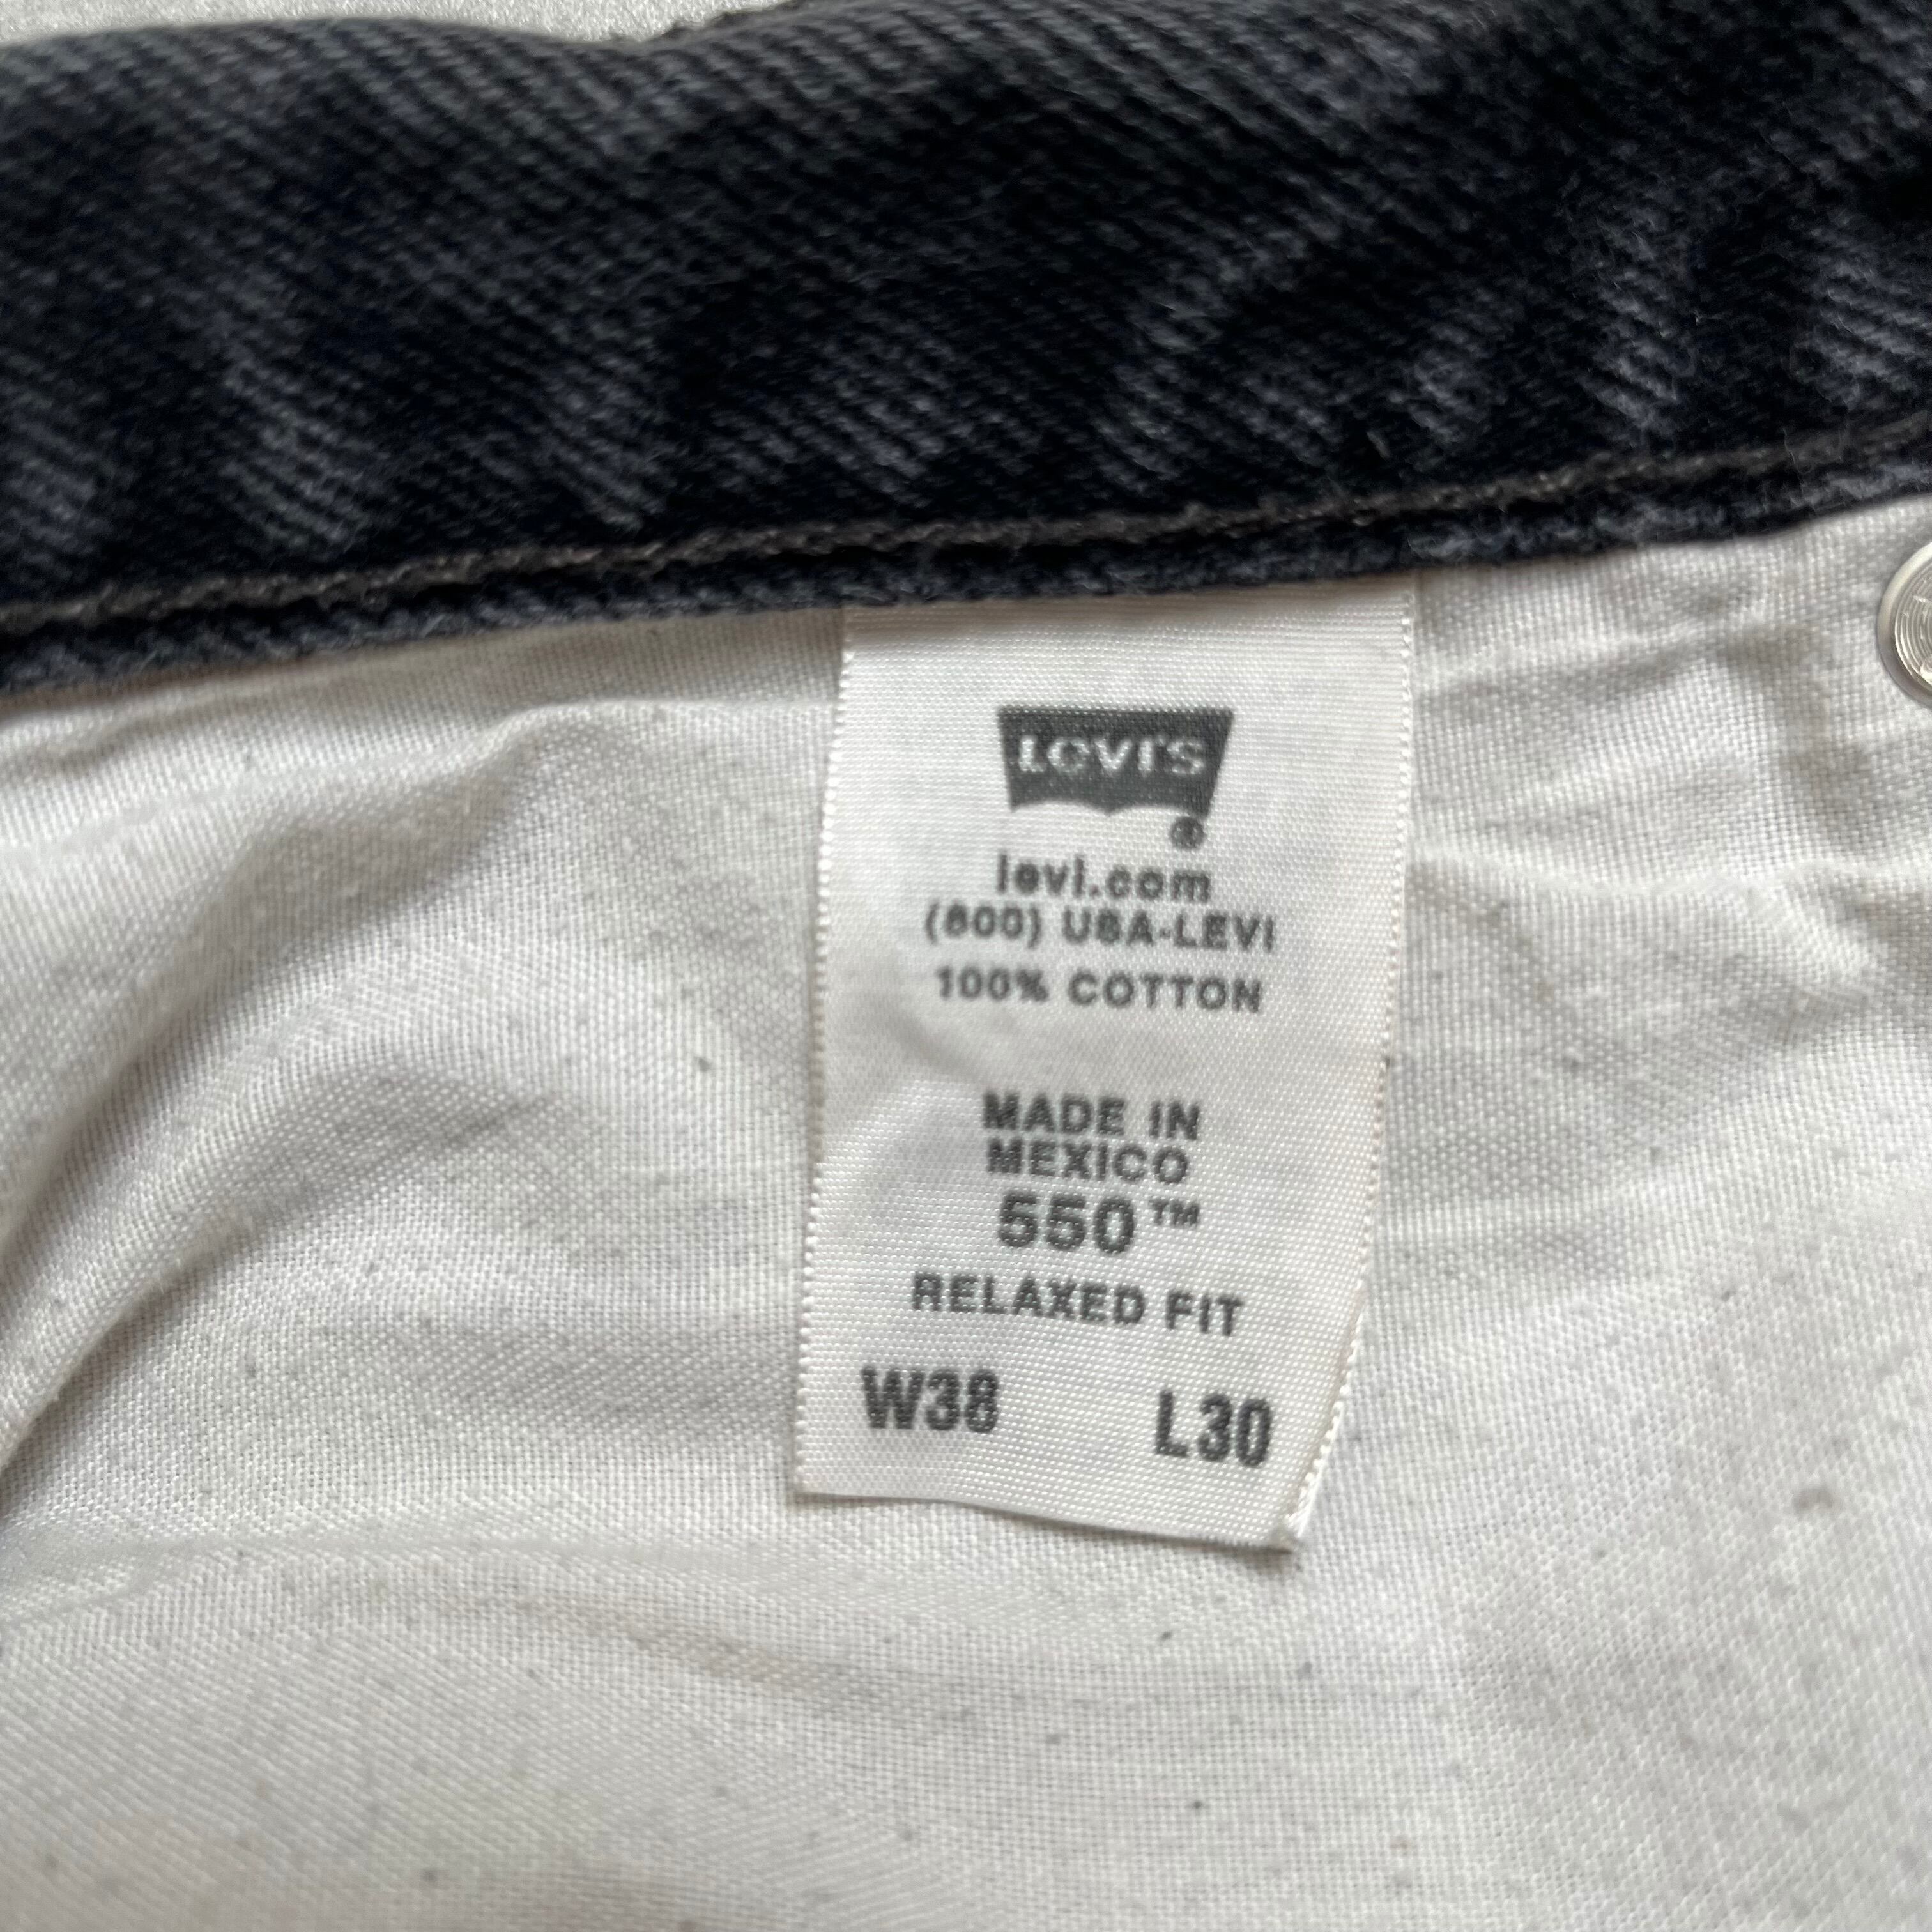 LEVI'S
®
levi.com
(800) USA-LEVI
100% COTTON
MADE IN
MEXICO
550™
RELAXED FIT
W38 L30